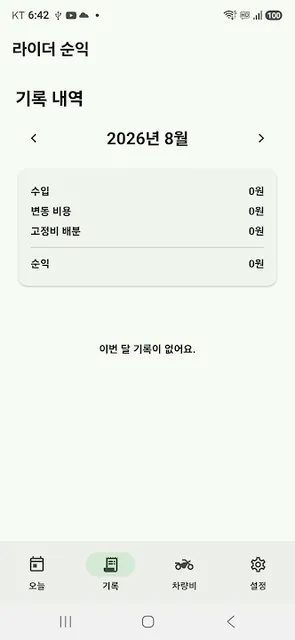 KT 6:42
100
라이더 순익
기록 내역
2026년 8월
수입 0원
변동 비용 0원
고정비 배분 0원
순익 0원
이번 달 기록이 없어요.
오늘 기록 차량비 설정